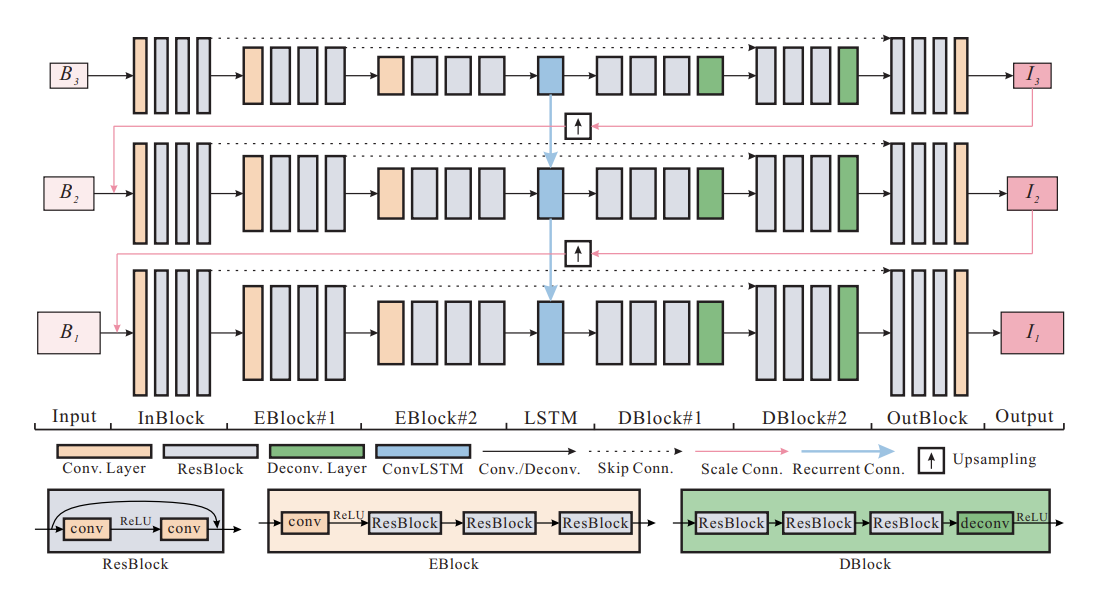 B3 I3
B2 I2
B1 I1
Input InBlock EBlock#1 EBlock#2 LSTM DBlock#1 DBlock#2 OutBlock Output
Conv. Layer ResBlock Deconv. Layer ConvLSTM Conv./Deconv. Skip Conn. Scale Conn. Recurrent Conn. Upsampling
conv ReLU conv
ResBlock
conv ReLU ResBlock ResBlock ResBlock
EBlock
ResBlock ResBlock ResBlock deconv ReLU
DBlock